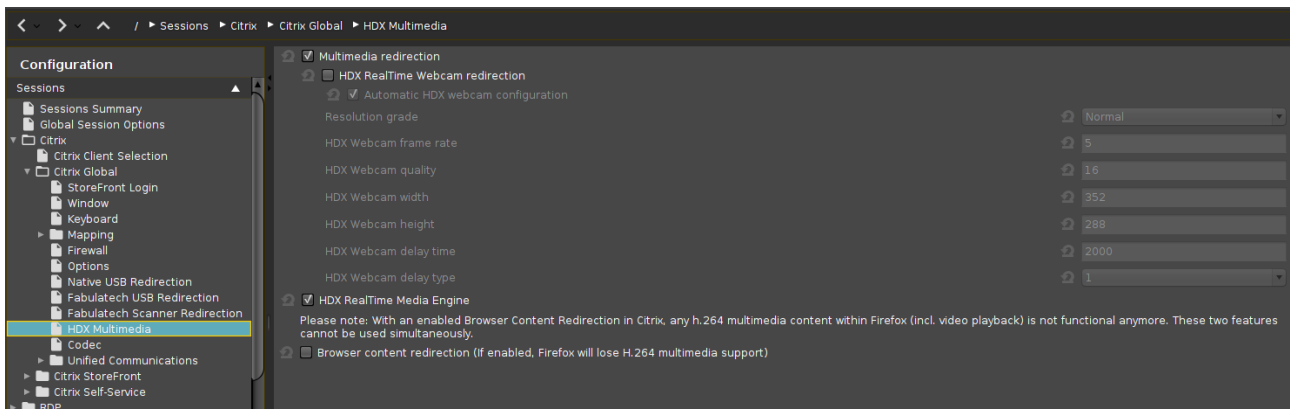 / Sessions Citrix Citrix Global HDX Multimedia
Configuration
Sessions
Sessions Summary
Global Session Options
Citrix
Citrix Client Selection
Citrix Global
StoreFront Login
Window
Keyboard
Mapping
Firewall
Options
Native USB Redirection
Fabulatech USB Redirection
Fabulatech Scanner Redirection
HDX Multimedia
Codec
Unified Communications
Citrix StoreFront
Citrix Self-Service
RDP
Multimedia redirection
HDX RealTime Webcam redirection
Automatic HDX webcam configuration
Resolution grade Normal
HDX Webcam frame rate 5
HDX Webcam quality 16
HDX Webcam width 352
HDX Webcam height 288
HDX Webcam delay time 2000
HDX Webcam delay type 1
HDX RealTime Media Engine
Please note: With an enabled Browser Content Redirection in Citrix, any h.264 multimedia content within Firefox (incl. video playback) is not functional anymore. These two features
cannot be used simultaneously.
Browser content redirection (If enabled, Firefox will lose H.264 multimedia support)